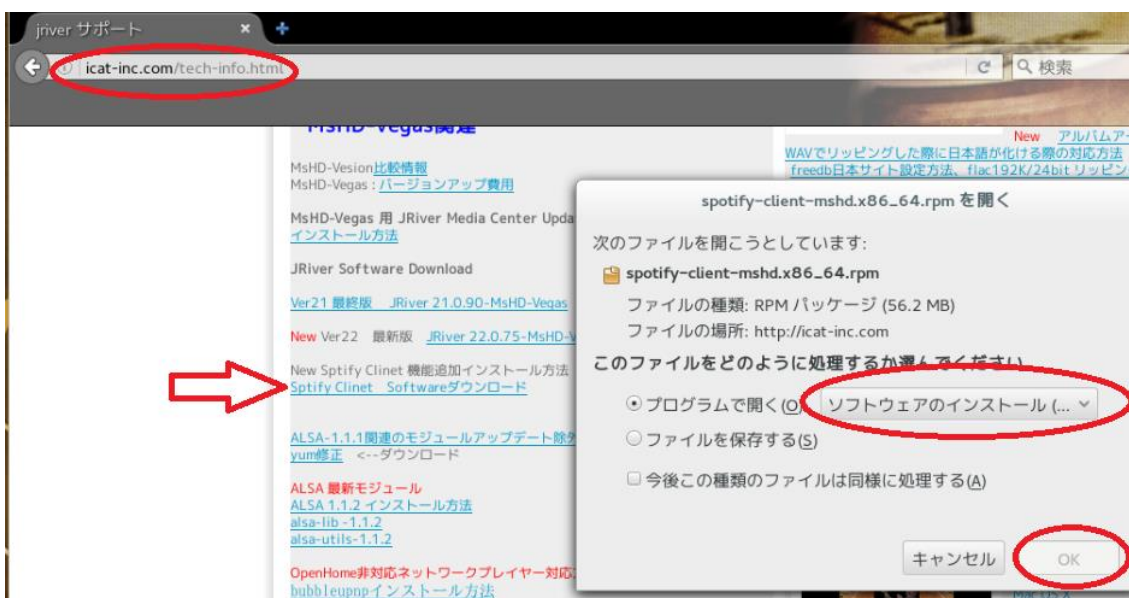 jriver サポート
icat-inc.com/tech-info.html
検索
MsHD-Vegas関連
MsHD-Vesion比較情報
MsHD-Vegas : バージョンアップ費用
MsHD-Vegas 用 JRiver Media Center Upda
インストール方法
JRiver Software Download
Ver21 最終版 JRiver 21.0.90-MsHD-Vegas
New Ver22 最新版 JRiver 22.0.75-MsHD-V
New Sptify Clinet 機能追加インストール方法
Sptify Clinet Softwareダウンロード
ALSA-1.1.1関連のモジュールアップデート除外
yum修正 <--ダウンロード
ALSA 最新モジュール
ALSA 1.1.2 インストール方法
alsa-lib -1.1.2
alsa-utils-1.1.2
OpenHome非対応ネットワークプレイヤー対応
bubbleupnpインストール方法
New アルバムアー
WAVでリッピングした際に日本語が化ける際の対応方法
freedb日本サイト設定方法、flac192K/24bit リッピン
spotify-client-mshd.x86_64.rpm を開く
次のファイルを開こうとしています:
spotify-client-mshd.x86_64.rpm
ファイルの種類: RPM パッケージ (56.2 MB)
ファイルの場所: http://icat-inc.com
このファイルをどのように処理するか選んでください
プログラムで開く(O)
ソフトウェアのインストール (...
ファイルを保存する(S)
今後この種類のファイルは同様に処理する(A)
キャンセル
OK
Mac OS X